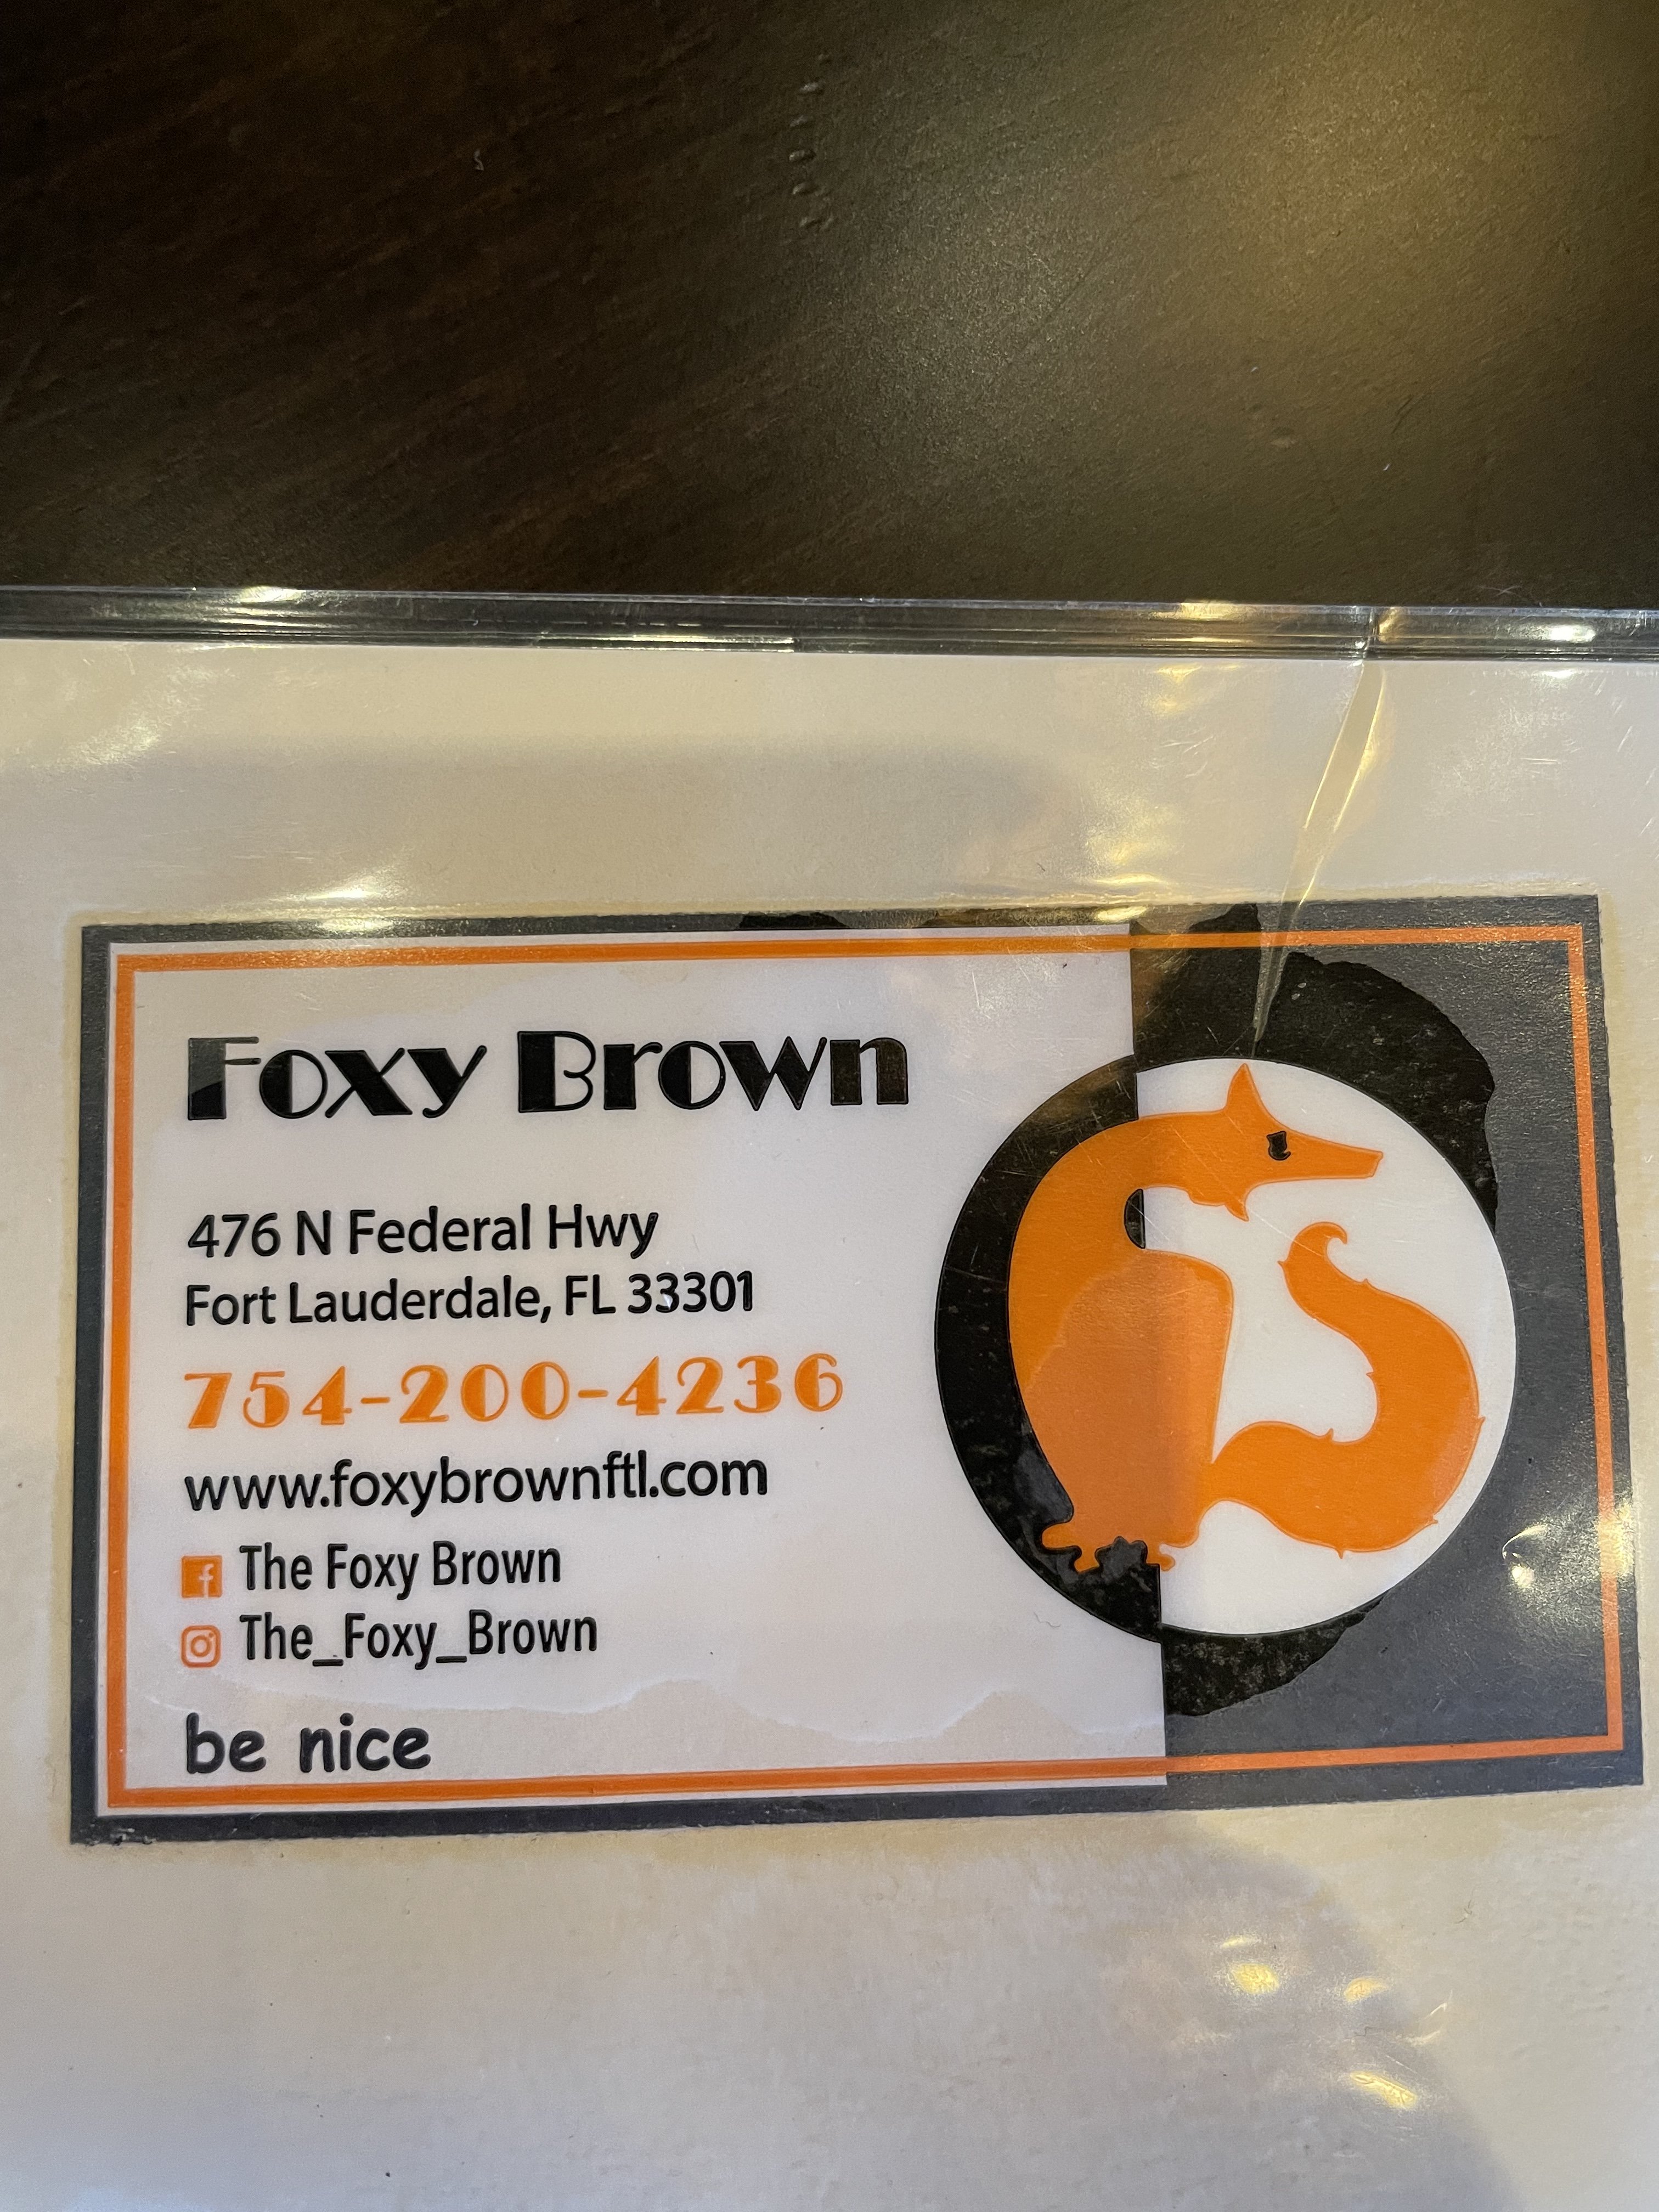 Foxy Brown
476 N Federal Hwy
Fort Lauderdale, FL 33301
754-200-4236
www.foxybrownftl.com
The Foxy Brown
The_Foxy_Brown
be nice